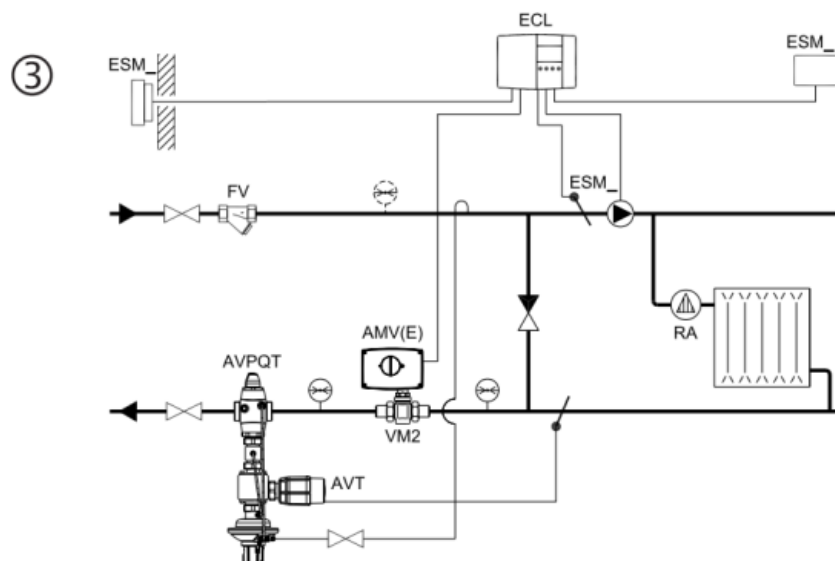 ③
ECL
ESM_
ESM_
FV
ESM_
RA
AMV(E)
AVPQT
VM2
AVT